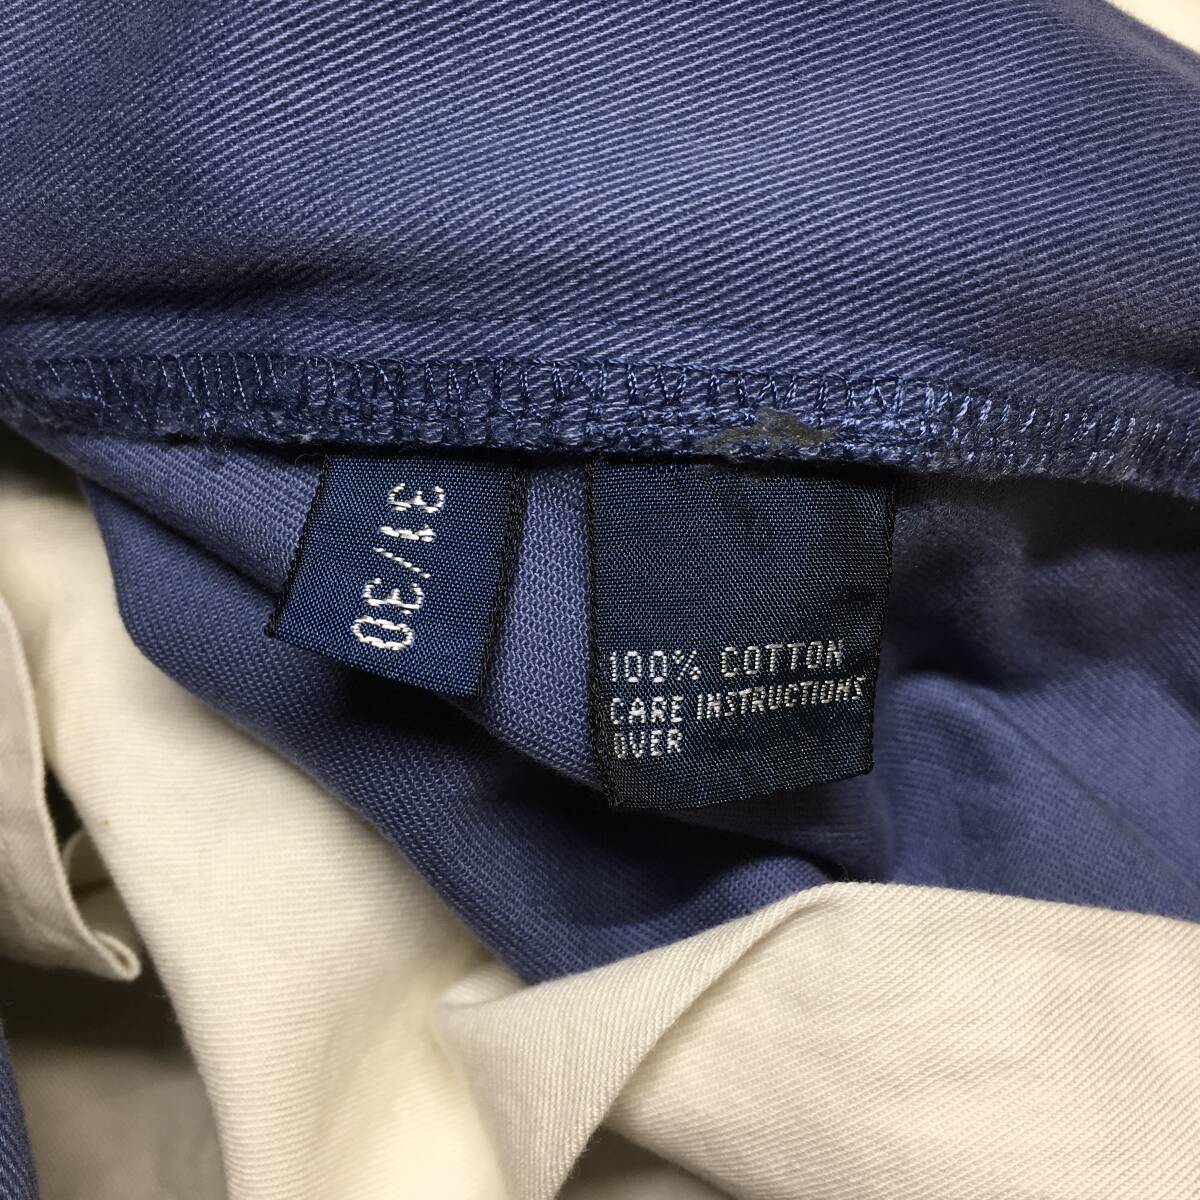 31/30
100% COTTON
CARE INSTRUCTIONS
OVER